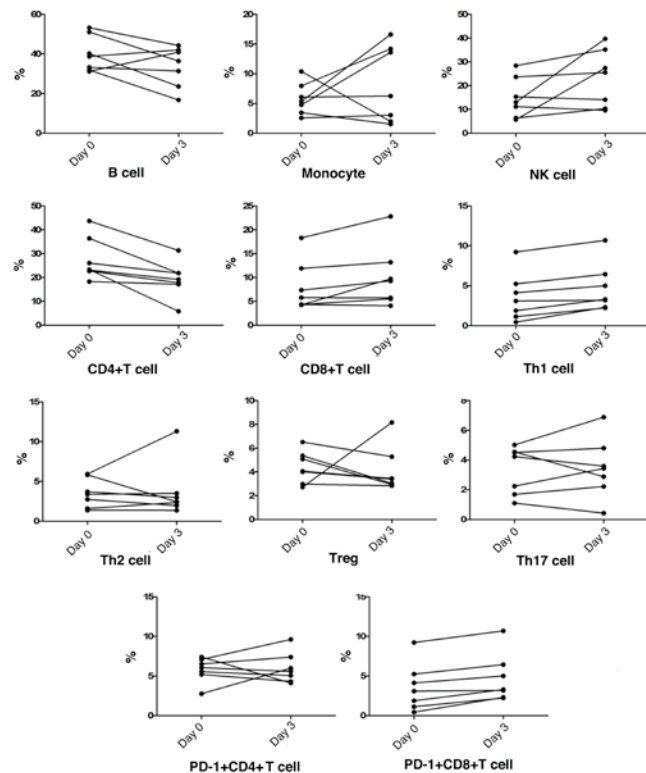 60
40
20
0
%
Day 0
Day 3
B cell
20
15
10
5
0
%
Day 0
Day 3
Monocyte
50
40
30
20
10
0
%
Day 0
Day 3
NK cell
50
40
30
20
10
0
%
Day 0
Day 3
CD4+T cell
25
20
15
10
5
0
%
Day 0
Day 3
CD8+T cell
15
10
5
0
%
Day 0
Day 3
Th1 cell
15
10
5
0
%
Day 0
Day 3
Th2 cell
10
8
6
4
2
0
%
Day 0
Day 3
Treg
8
6
4
2
0
%
Day 0
Day 3
Th17 cell
15
10
5
0
%
Day 0
Day 3
PD-1+CD4+T cell
15
10
5
0
%
Day 0
Day 3
PD-1+CD8+T cell